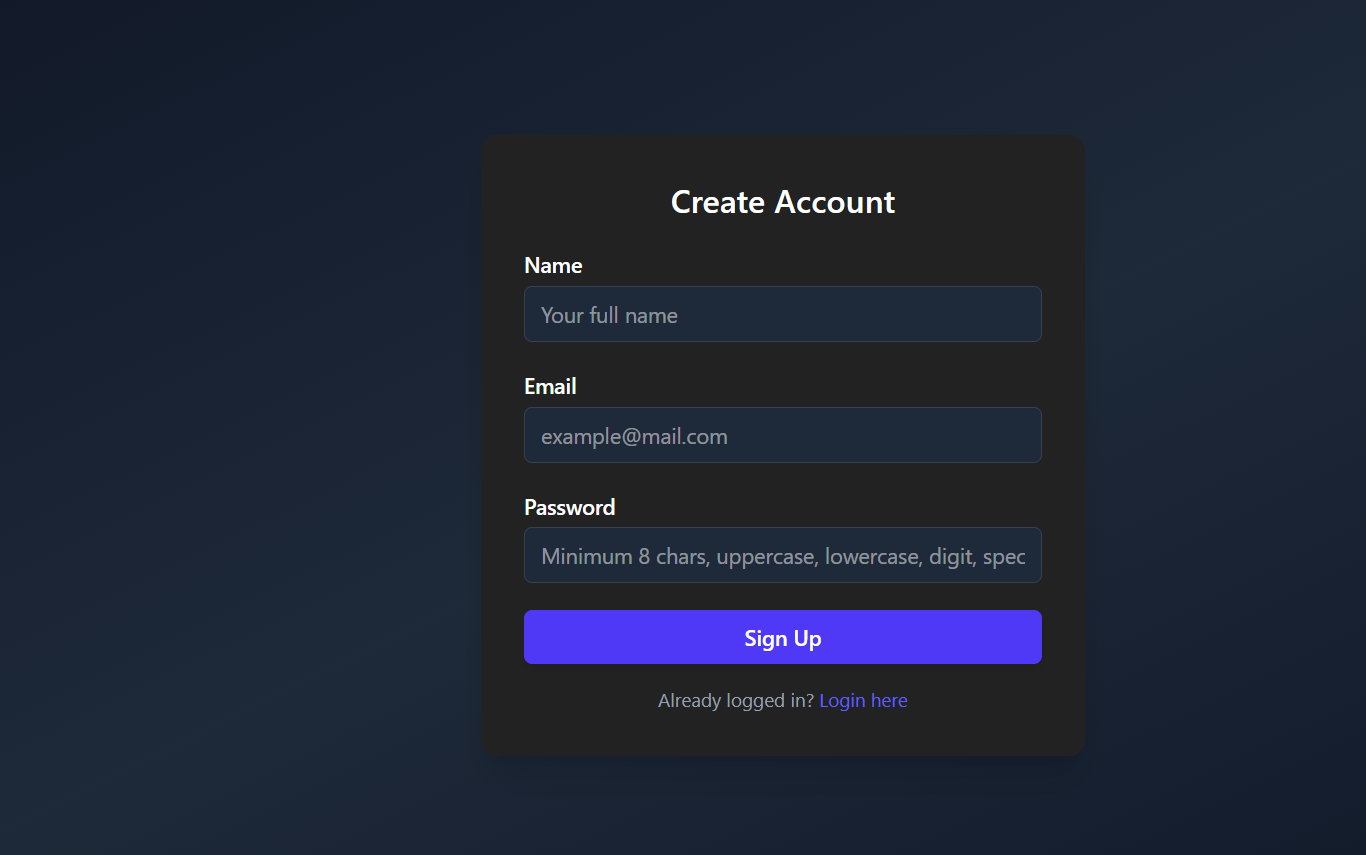 Create Account
Name
Your full name
Email
example@mail.com
Password
Minimum 8 chars, uppercase, lowercase, digit, spec
Sign Up
Already logged in? Login here